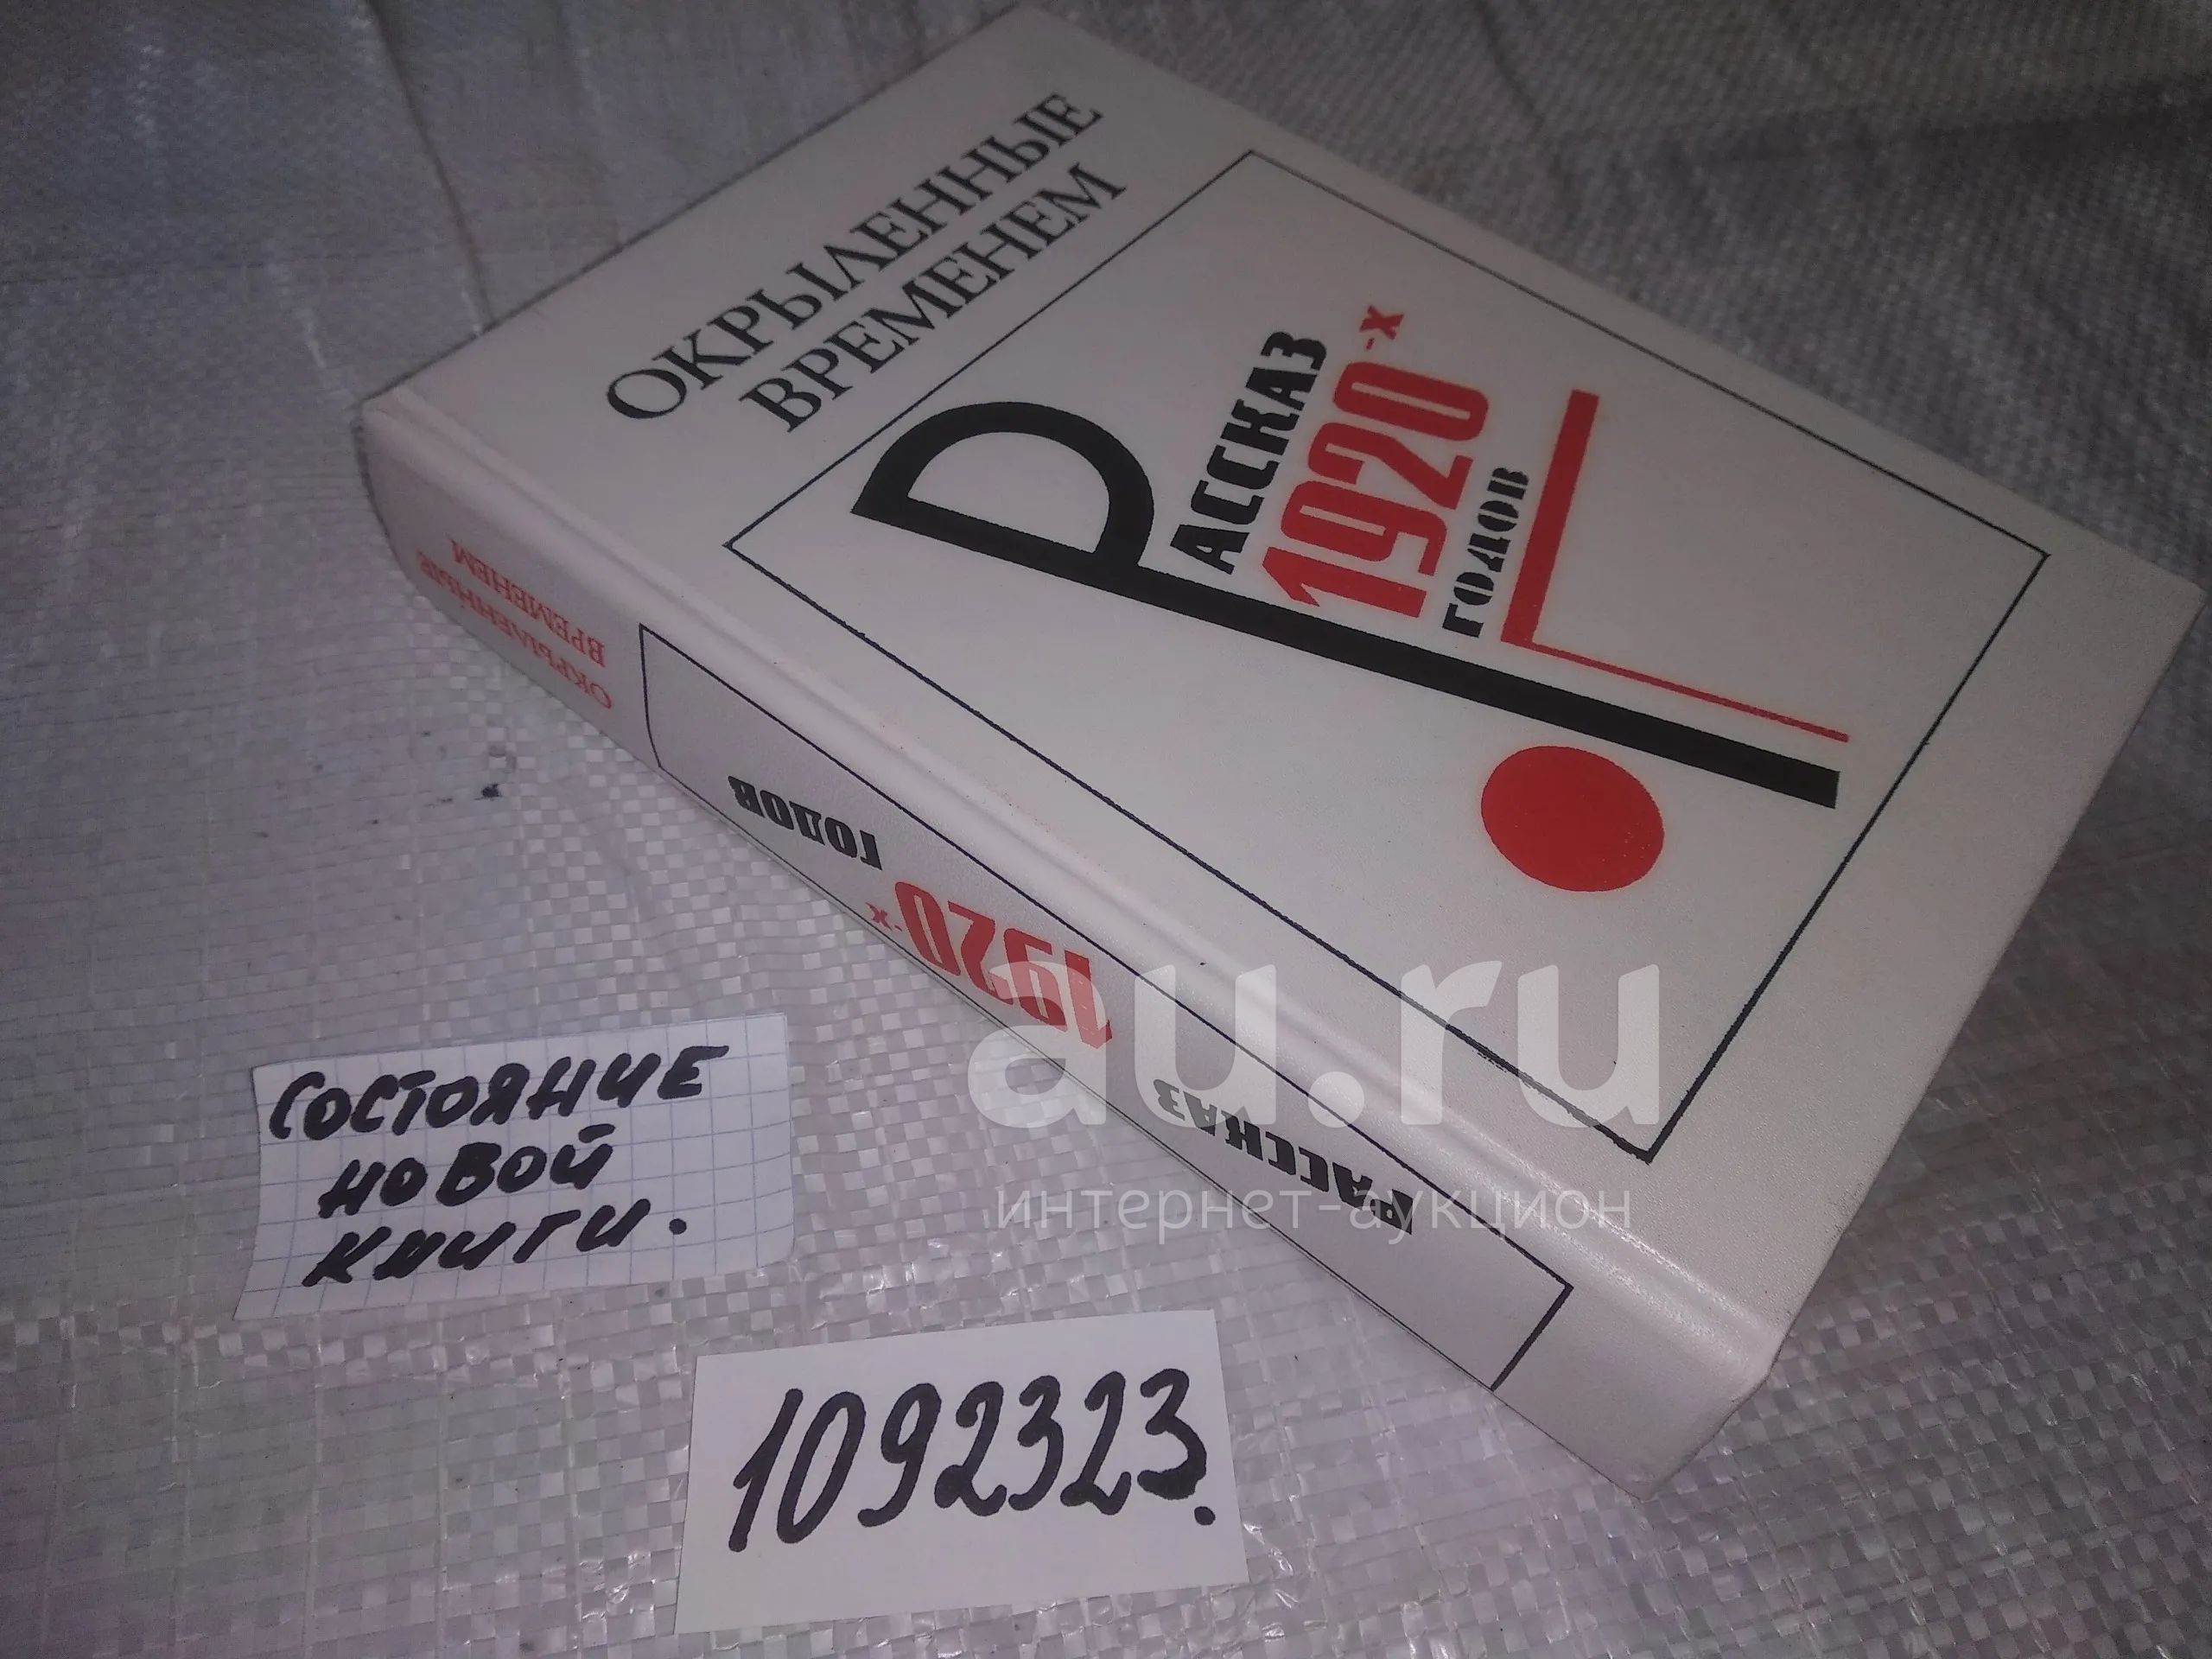 ОКРЫЛЕННЫЕ
ВРЕМЕНЕМ
РАССКАЗ
1920-х
ГОДОВ
ОКРЫЛЕННЫЕ
ВРЕМЕНЕМ
РАССКАЗ
1920-х
ГОДОВ
au.ru
интернет-аукцион
СОСТОЯНИЕ
НОВОЙ
КНИГИ.
1092323.